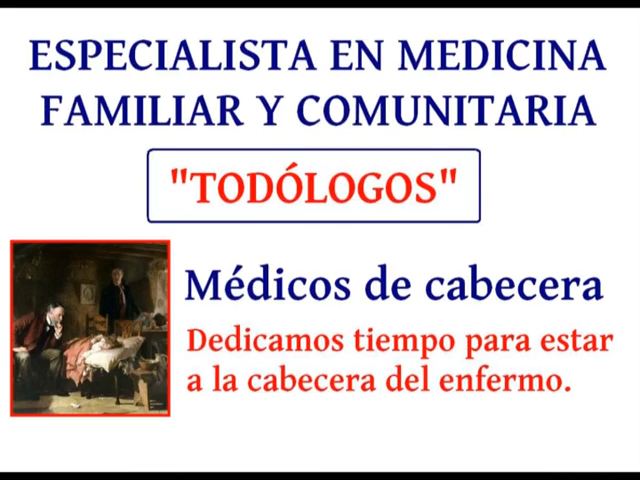 ESPECIALISTA EN MEDICINA
FAMILIAR Y COMUNITARIA
"TODÓLOGOS"
Médicos de cabecera
Dedicamos tiempo para estar
a la cabecera del enfermo.